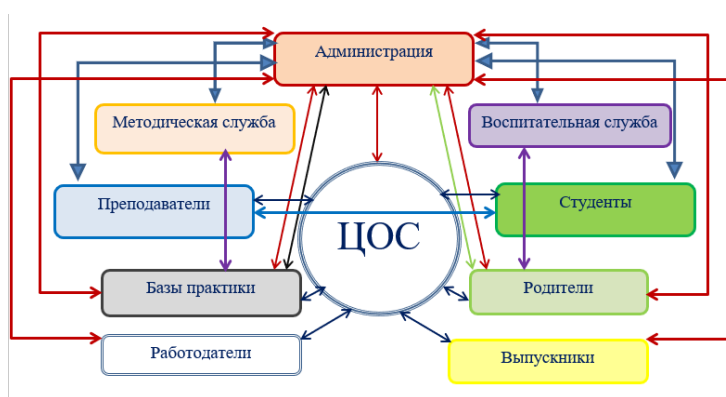 Администрация
Методическая служба
Воспитательная служба
Преподаватели
ЦОС
Студенты
Базы практики
Родители
Работодатели
Выпускники